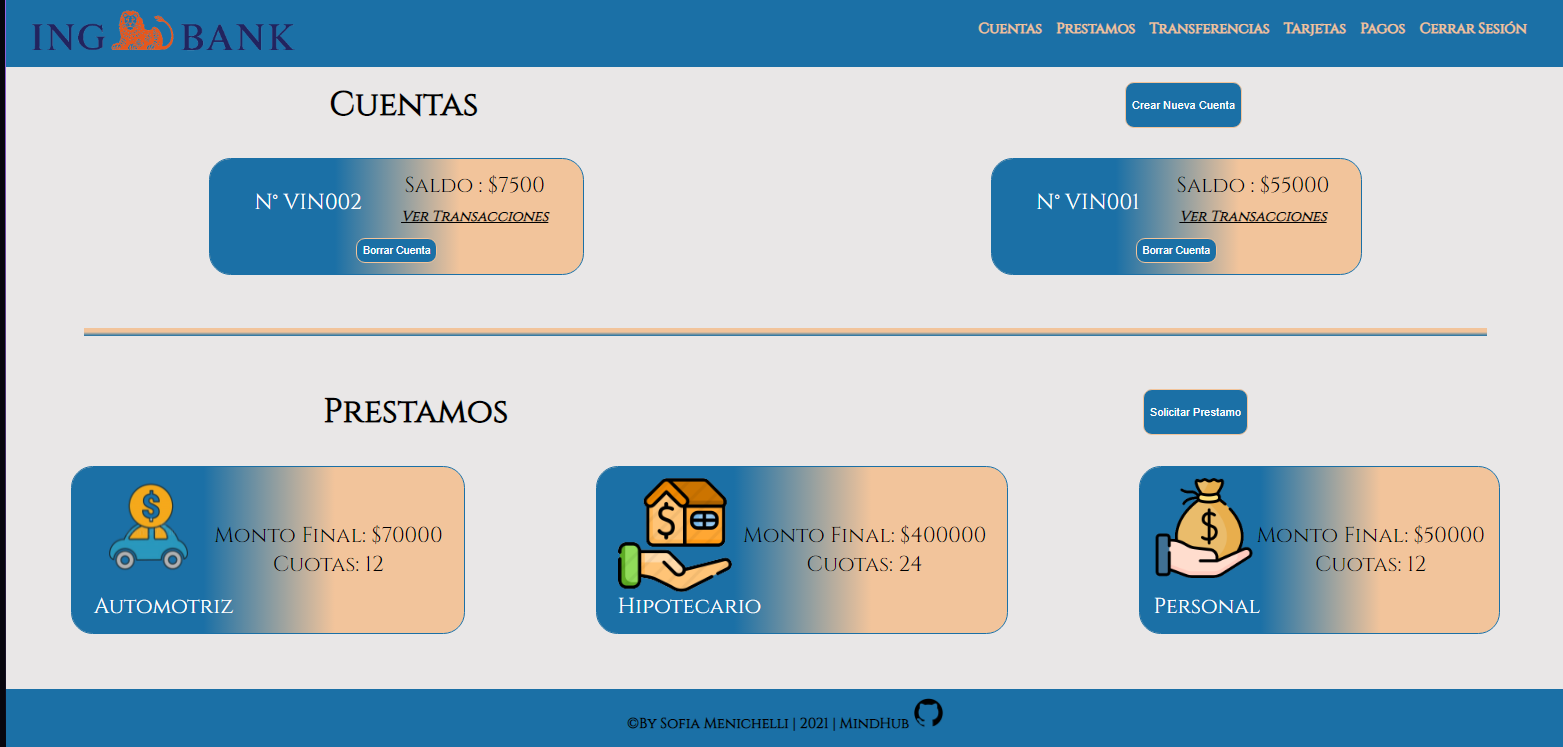 ING BANK
Cuentas Prestamos Transferencias Tarjetas Pagos Cerrar Sesión
Cuentas
Crear Nueva Cuenta
N° VIN002
Saldo : $7500
Ver Transacciones
Borrar Cuenta
N° VIN001
Saldo : $55000
Ver Transacciones
Borrar Cuenta
Prestamos
Solicitar Prestamo
$
Monto Final: $70000
Cuotas: 12
Automotriz
$
Monto Final: $400000
Cuotas: 24
Hipotecario
$
Monto Final: $50000
Cuotas: 12
Personal
©By Sofia Menichelli | 2021 | MindHub